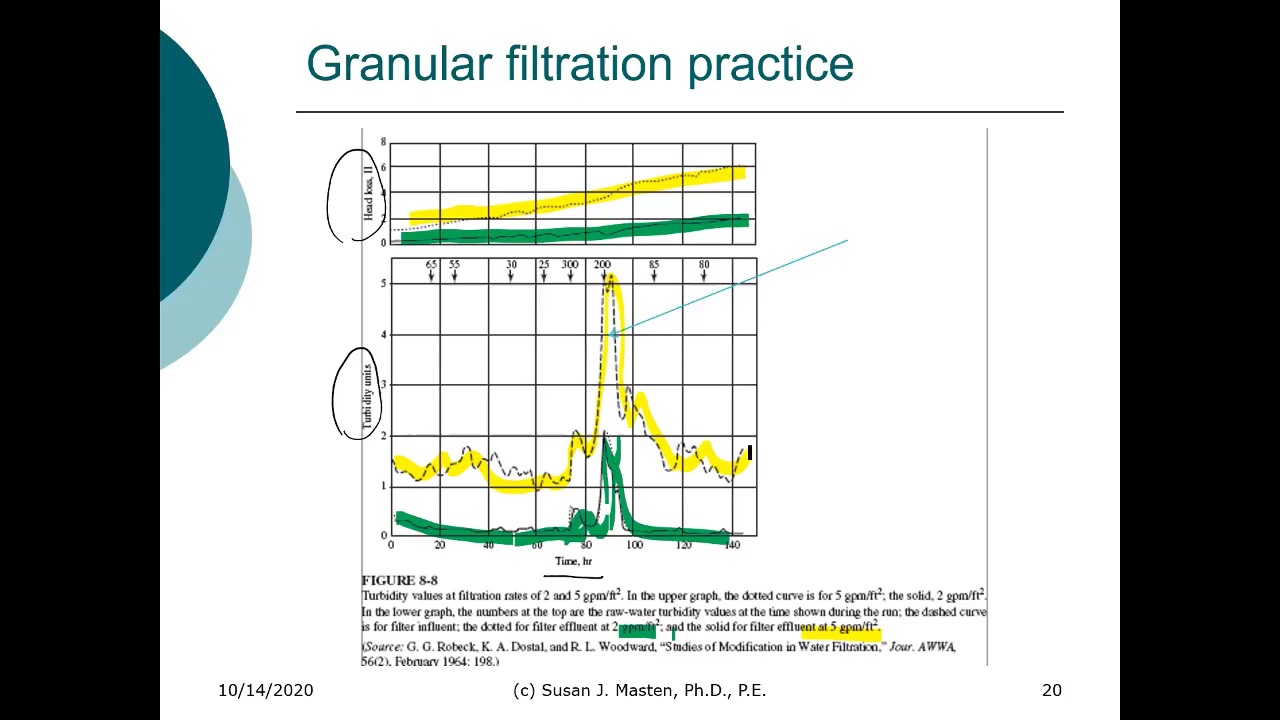 Granular filtration practice
8
6
4
2
0
Head loss, II
65 55 30 25 300 200 85 80
5
4
3
2
1
0
Turbidity units
0 20 40 60 80 100 120 140
Time, hr
FIGURE 8-8
Turbidity values at filtration rates of 2 and 5 gpm/ft². In the upper graph, the dotted curve is for 5 gpm/ft²; the solid, 2 gpm/ft².
In the lower graph, the numbers at the top are the raw-water turbidity values at the time shown during the run; the dashed curve
is for filter influent; the dotted for filter effluent at 2 gpm/ft²; and the solid for filter effluent at 5 gpm/ft².
(Source: G. G. Robeck, K. A. Dostal, and R. L. Woodward, “Studies of Modification in Water Filtration,” Jour. AWWA,
56(2), February 1964: 198.)
10/14/2020 (c) Susan J. Masten, Ph.D., P.E. 20